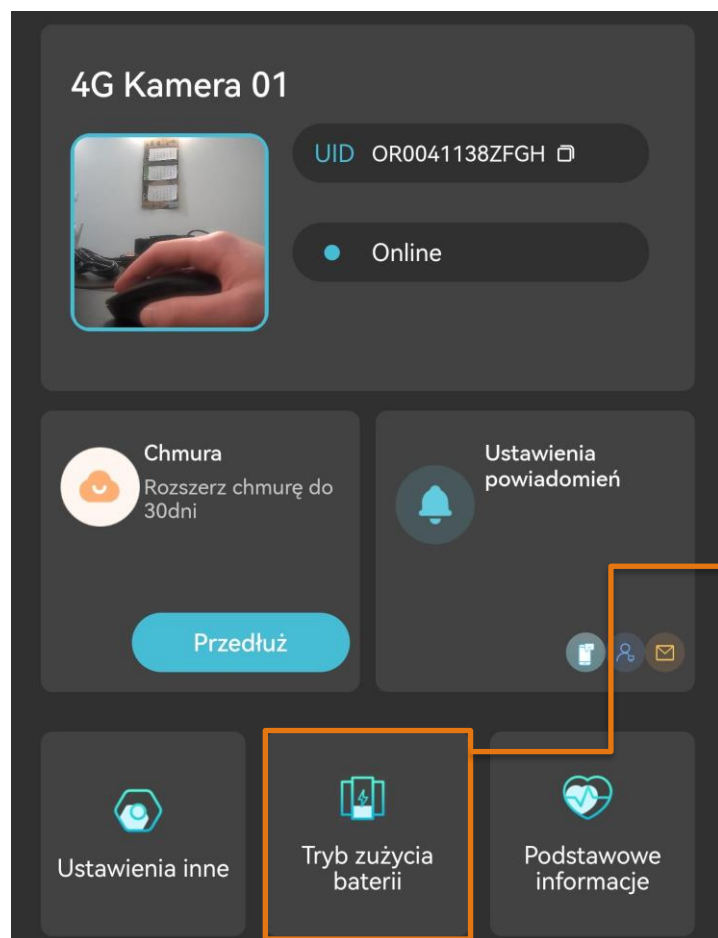 4G Kamera 01
UID OR0041138ZFGH
Online
Chmura
Rozszerz chmurę do
30dni
Przedłuż
Ustawienia
powiadomień
Ustawienia inne
Tryb zużycia
baterii
Podstawowe
informacje